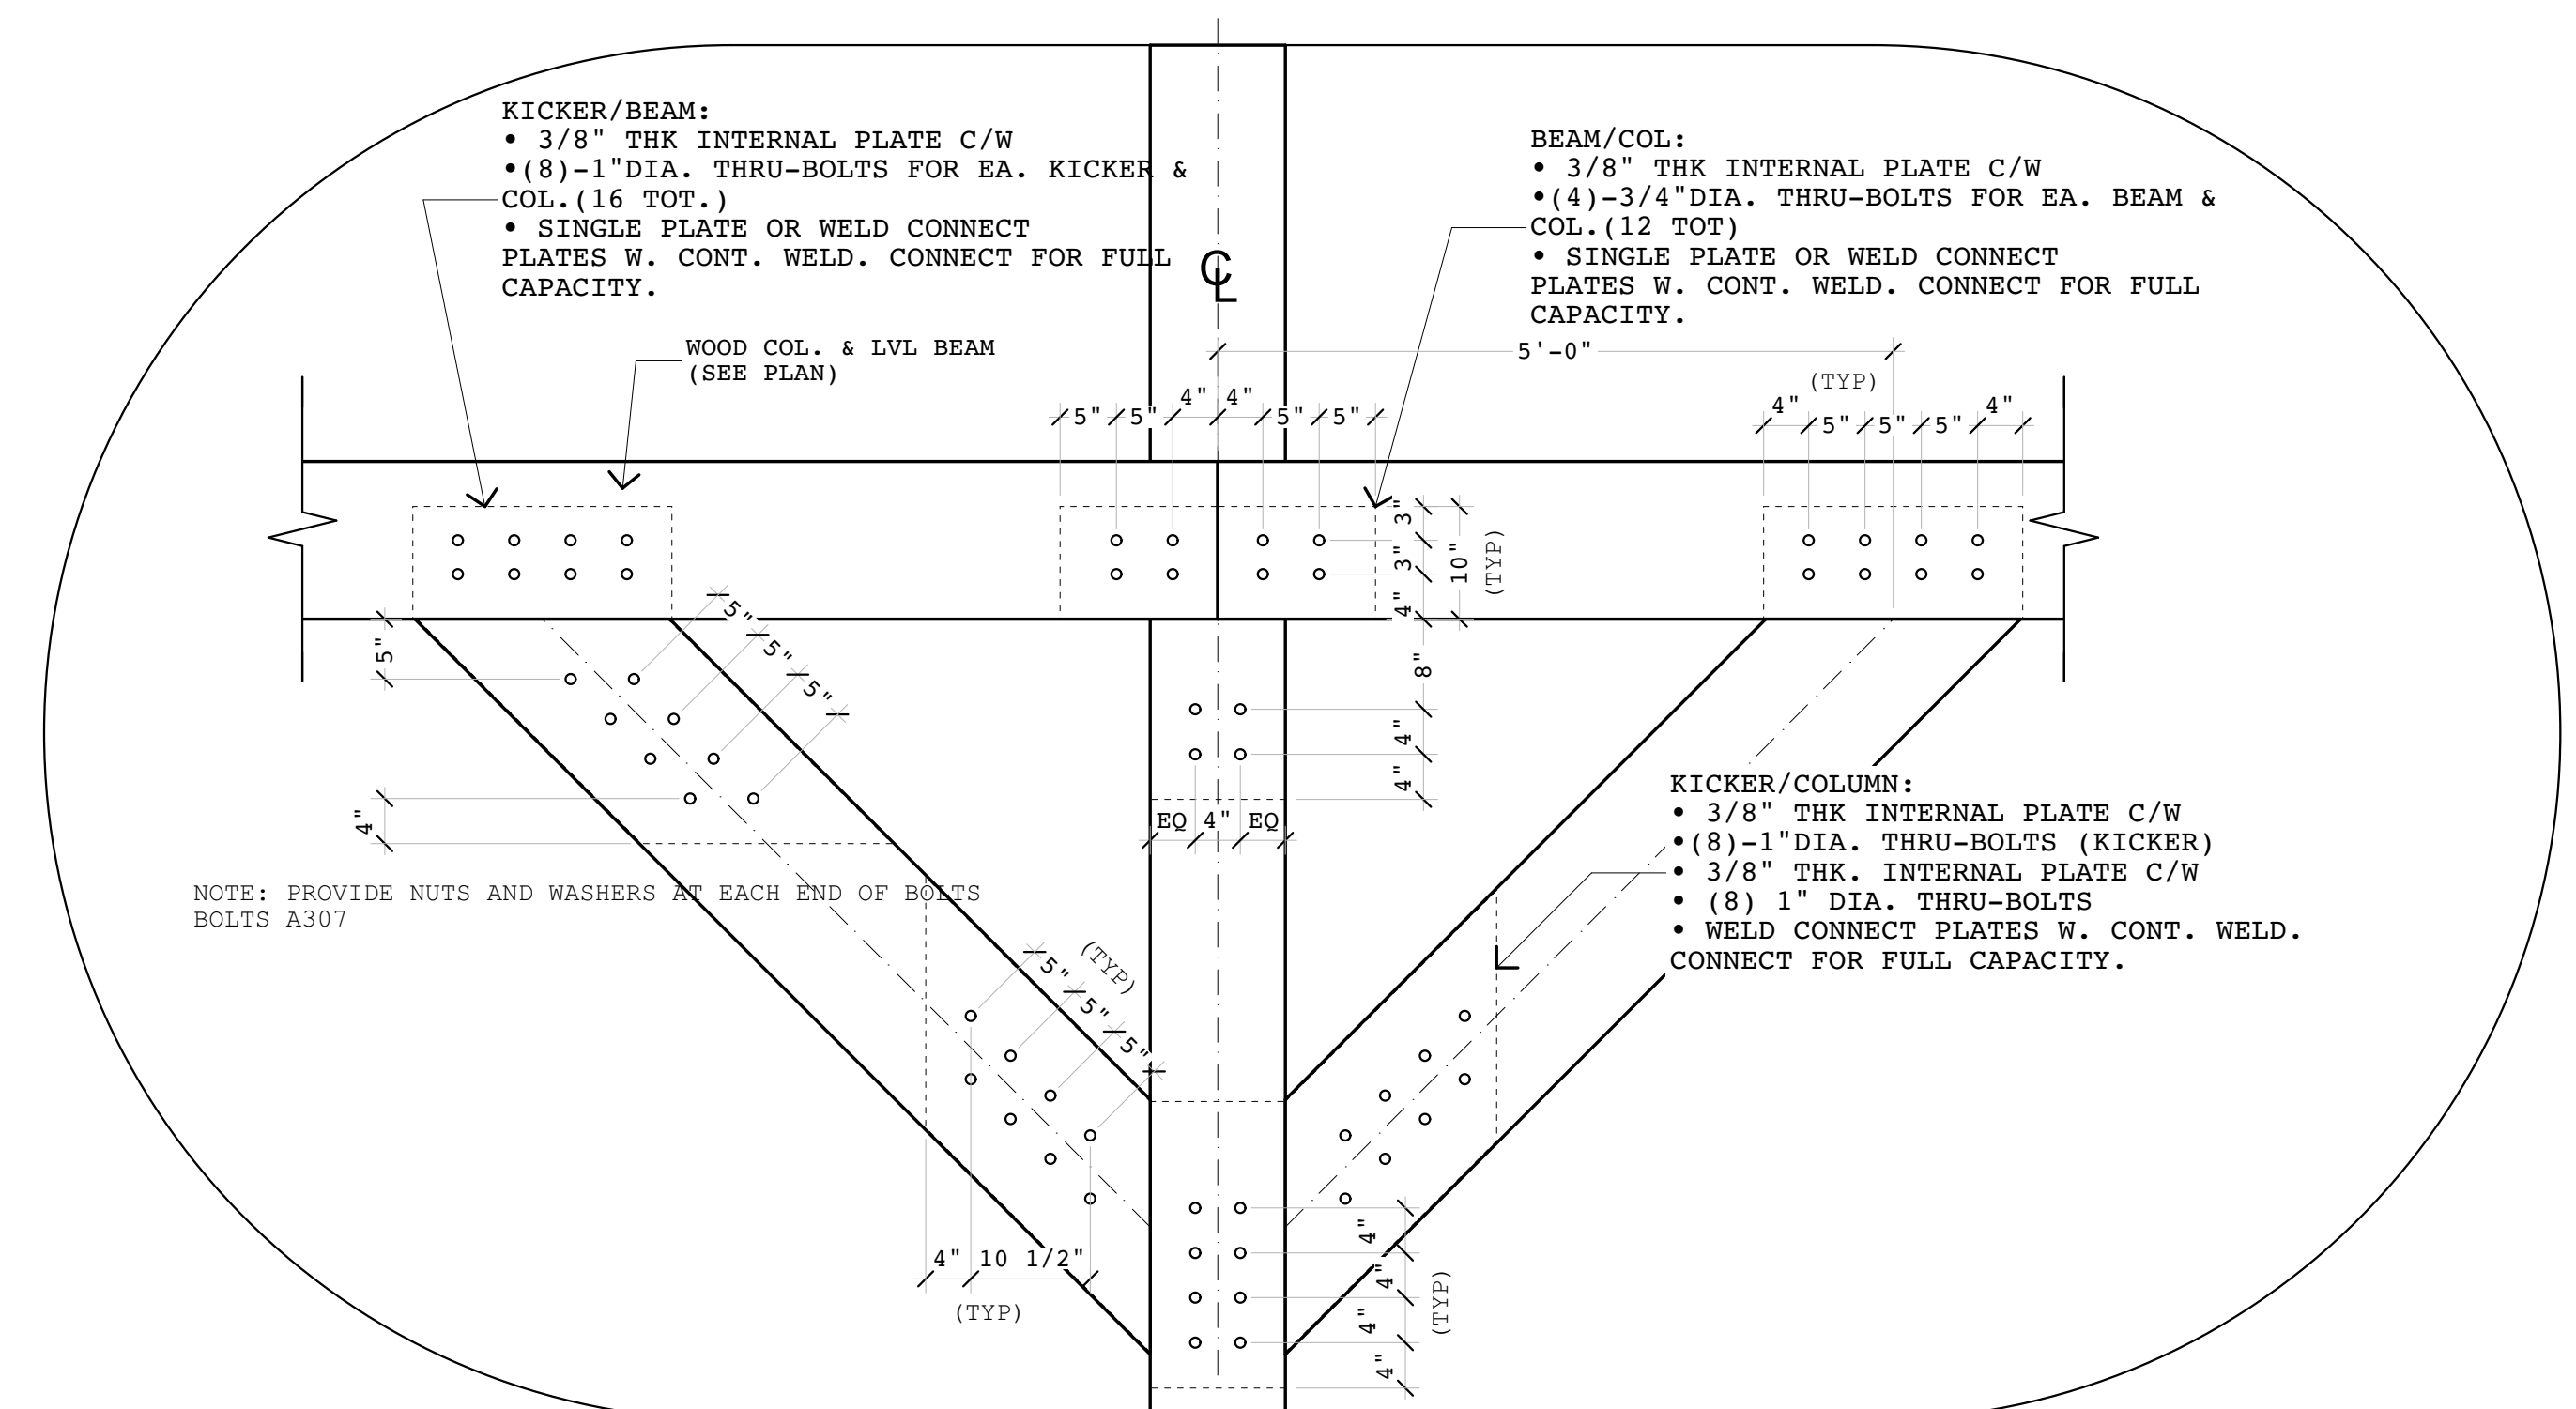 KICKER/BEAM:
• 3/8" THK INTERNAL PLATE C/W
•(8)-1"DIA. THRU-BOLTS FOR EA. KICKER &
COL.(16 TOT.)
• SINGLE PLATE OR WELD CONNECT
PLATES W. CONT. WELD. CONNECT FOR FULL
CAPACITY.
BEAM/COL:
• 3/8" THK INTERNAL PLATE C/W
•(4)-3/4"DIA. THRU-BOLTS FOR EA. BEAM &
COL.(12 TOT)
• SINGLE PLATE OR WELD CONNECT
PLATES W. CONT. WELD. CONNECT FOR FULL
CAPACITY.
CL
WOOD COL. & LVL BEAM
(SEE PLAN)
5'-0"
(TYP)
5" 5" 4" 4" 5" 5"
4" 5" 5" 5" 4"
3"
3"
4"
10"
(TYP)
8"
4"
4"
5"
5"
5"
5"
4"
EQ 4" EQ
KICKER/COLUMN:
• 3/8" THK INTERNAL PLATE C/W
•(8)-1"DIA. THRU-BOLTS (KICKER)
• 3/8" THK. INTERNAL PLATE C/W
• (8) 1" DIA. THRU-BOLTS
• WELD CONNECT PLATES W. CONT. WELD.
CONNECT FOR FULL CAPACITY.
NOTE: PROVIDE NUTS AND WASHERS AT EACH END OF BOLTS
BOLTS A307
(TYP)
5"
5"
5"
4" 10 1/2"
(TYP)
4"
4"
4"
4"
(TYP)